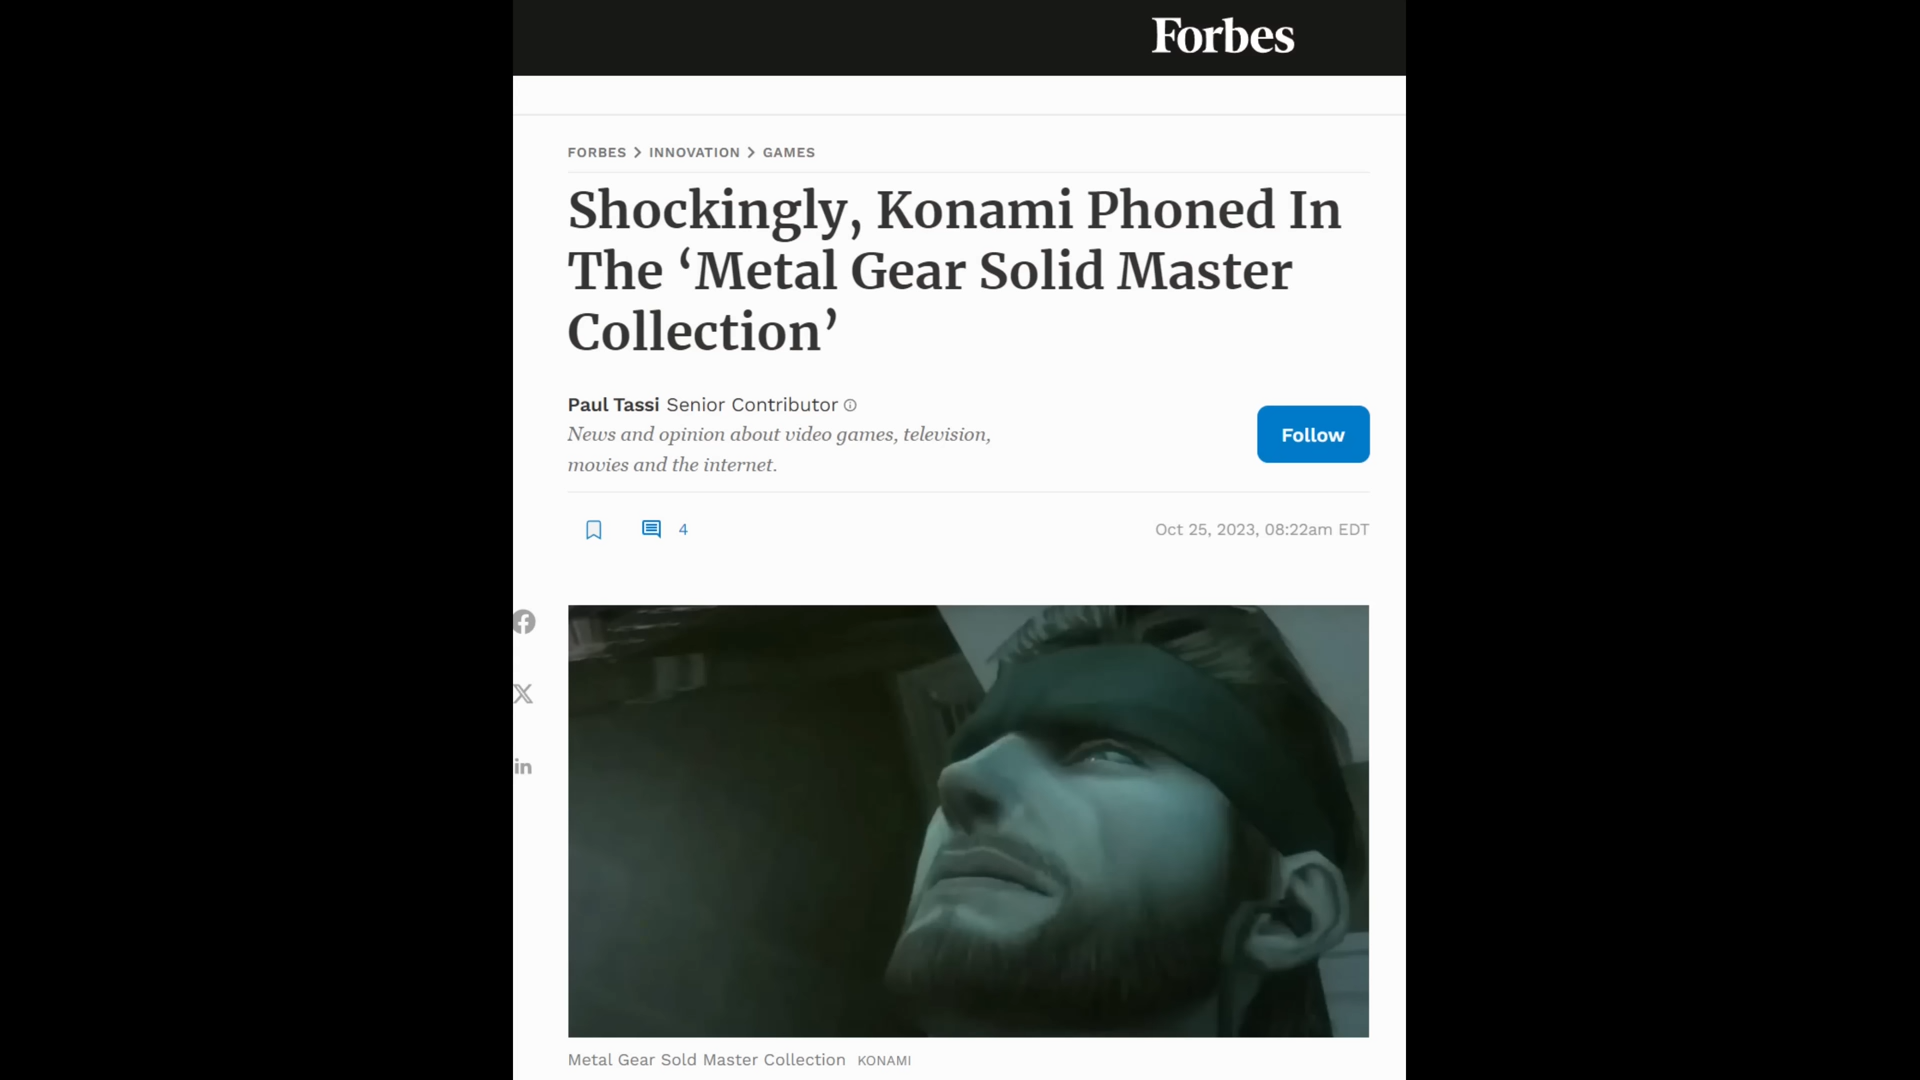 Forbes
FORBES > INNOVATION > GAMES
Shockingly, Konami Phoned In
The ‘Metal Gear Solid Master
Collection’
Paul Tassi Senior Contributor
News and opinion about video games, television,
movies and the internet.
Follow
4
Oct 25, 2023, 08:22am EDT
Metal Gear Sold Master Collection KONAMI